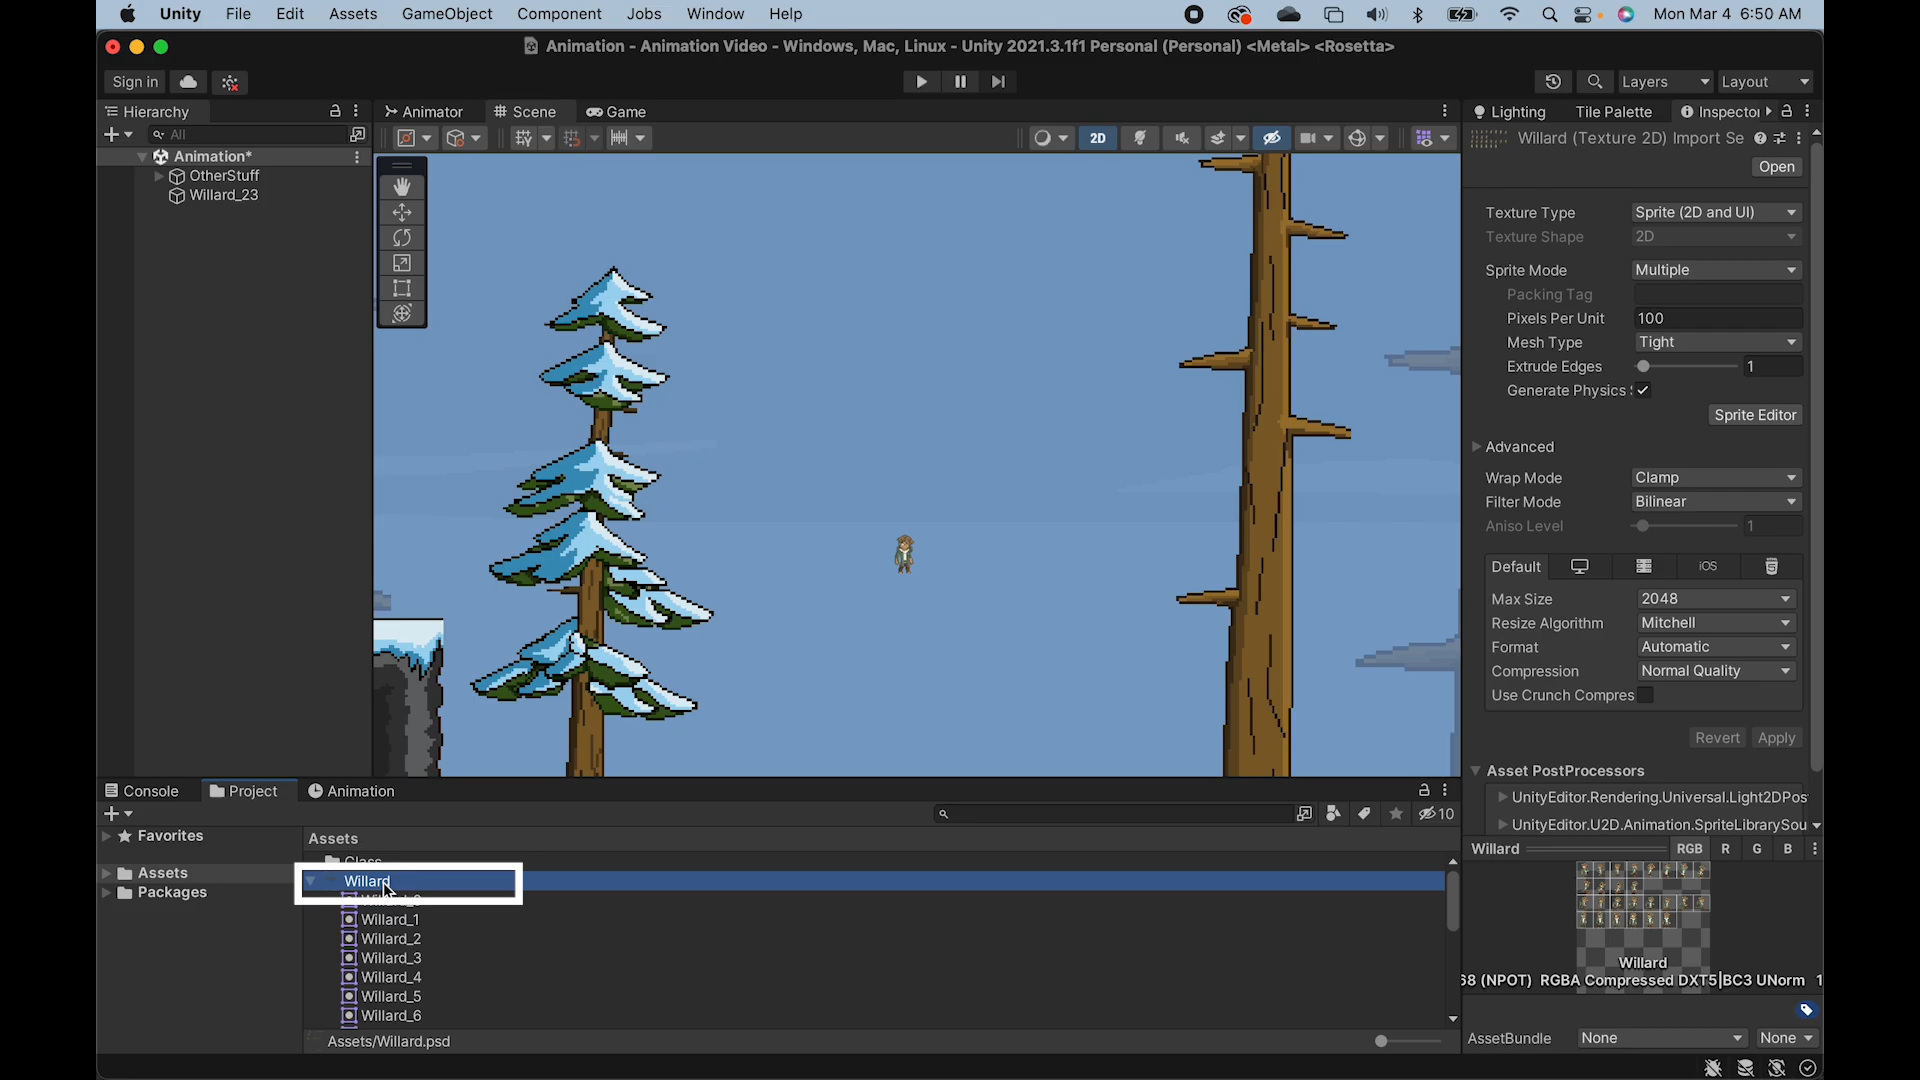 Unity File Edit Assets GameObject Component Jobs Window Help Mon Mar 4 6:50 AM
Animation - Animation Video - Windows, Mac, Linux - Unity 2021.3.1f1 Personal (Personal) <Metal> <Rosetta>
Sign in Layers Layout
Hierarchy Animator Scene Game Lighting Tile Palette Inspector
All 2D Willard (Texture 2D) Import Se
Animation*
Open
OtherStuff
Willard_23
Texture Type Sprite (2D and UI)
Texture Shape 2D
Sprite Mode Multiple
Packing Tag
Pixels Per Unit 100
Mesh Type Tight
Extrude Edges 1
Generate Physics
Sprite Editor
Advanced
Wrap Mode Clamp
Filter Mode Bilinear
Aniso Level 1
Default iOS
Max Size 2048
Resize Algorithm Mitchell
Format Automatic
Compression Normal Quality
Use Crunch Compres
Revert Apply
Asset PostProcessors
UnityEditor.Rendering.Universal.Light2DPos
UnityEditor.U2D.Animation.SpriteLibrarySou
Console Project Animation
10
Favorites
Assets
Packages
Assets
Class
Willard
Willard_1
Willard_2
Willard_3
Willard_4
Willard_5
Willard_6
Assets/Willard.psd
Willard RGB R G B
Willard
68 (NPOT) RGBA Compressed DXT5|BC3 UNorm 1
AssetBundle None None